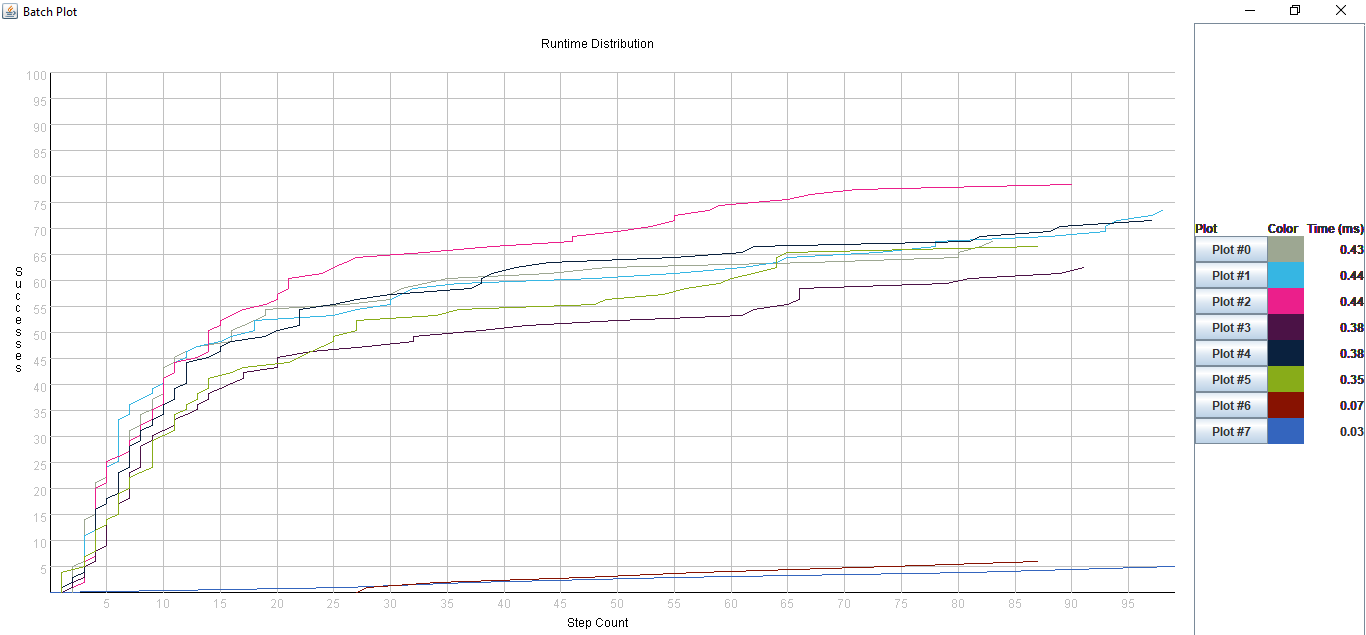 Batch Plot
Runtime Distribution
100
95
90
85
80
75
70
65
60
55
50
45
40
35
30
25
20
15
10
5
Successes
5 10 15 20 25 30 35 40 45 50 55 60 65 70 75 80 85 90 95
Step Count
Plot Color Time (ms)
Plot #0 0.43
Plot #1 0.44
Plot #2 0.44
Plot #3 0.38
Plot #4 0.38
Plot #5 0.35
Plot #6 0.07
Plot #7 0.03